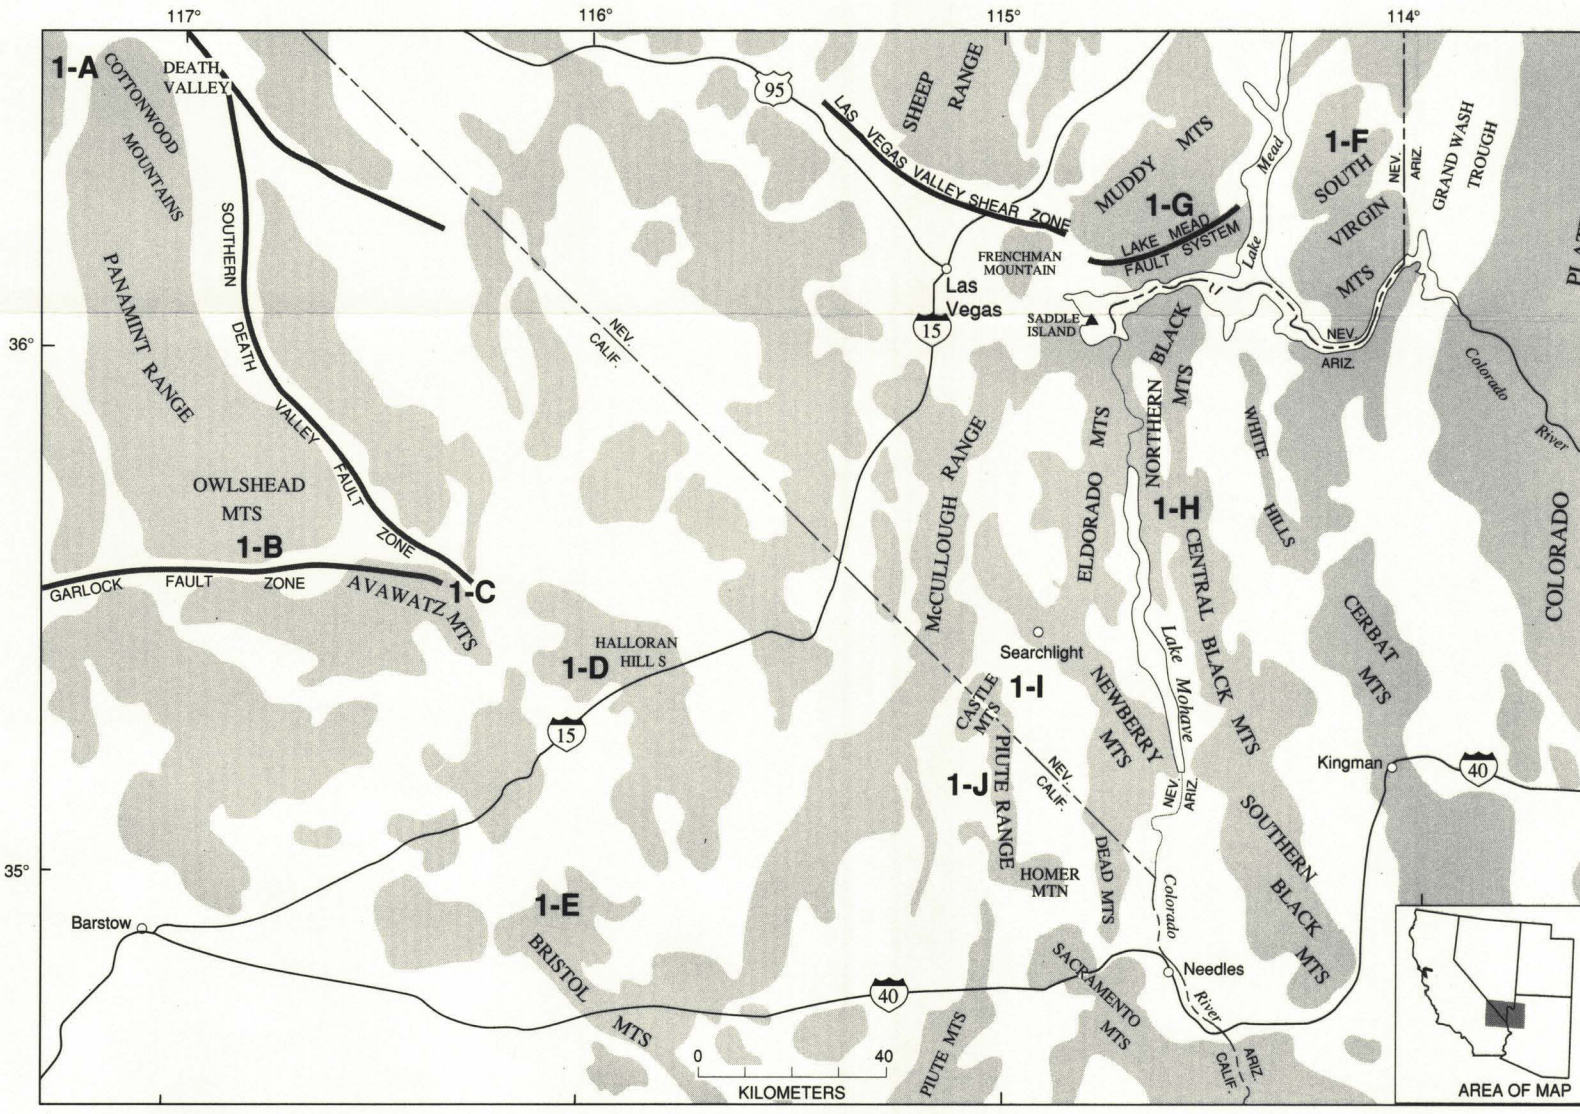 117°
116°
115°
114°
1-A
COTTONWOOD
MOUNTAINS
DEATH
VALLEY
95
SHEEP
RANGE
LAS VEGAS VALLEY SHEAR ZONE
MUDDY MTS
1-G
LAKE MEAD
FAULT SYSTEM
Lake Mead
1-F
SOUTH
VIRGIN
MTS
NEV.
ARIZ.
GRAND WASH
TROUGH
FRENCHMAN
MOUNTAIN
Las
Vegas
15
SADDLE
ISLAND
NEV.
ARIZ.
Colorado
River
COLORADO
PLAT
36°
PANAMINT RANGE
SOUTHERN DEATH VALLEY FAULT ZONE
NEV.
CALIF.
OWLSHEAD
MTS
1-B
GARLOCK FAULT ZONE
AVAWATZ MTS
1-C
McCULLOUGH RANGE
ELDORADO MTS
NORTHERN
BLACK
MTS
WHITE
HILLS
1-H
CENTRAL BLACK MTS
CERBAT
MTS
HALLORAN
HILL S
1-D
15
Searchlight
1-I
CASTLE
MTS
NEWBERRY
MTS
Lake Mohave
Kingman
40
1-J
PIUTE RANGE
NEV.
CALIF.
NEV.
ARIZ.
SOUTHERN
BLACK
MTS
35°
HOMER
MTN
DEAD MTS
Colorado
River
Barstow
1-E
BRISTOL
MTS
40
SACRAMENTO
MTS
Needles
PIUTE MTS
ARIZ.
CALIF.
0 40
KILOMETERS
AREA OF MAP